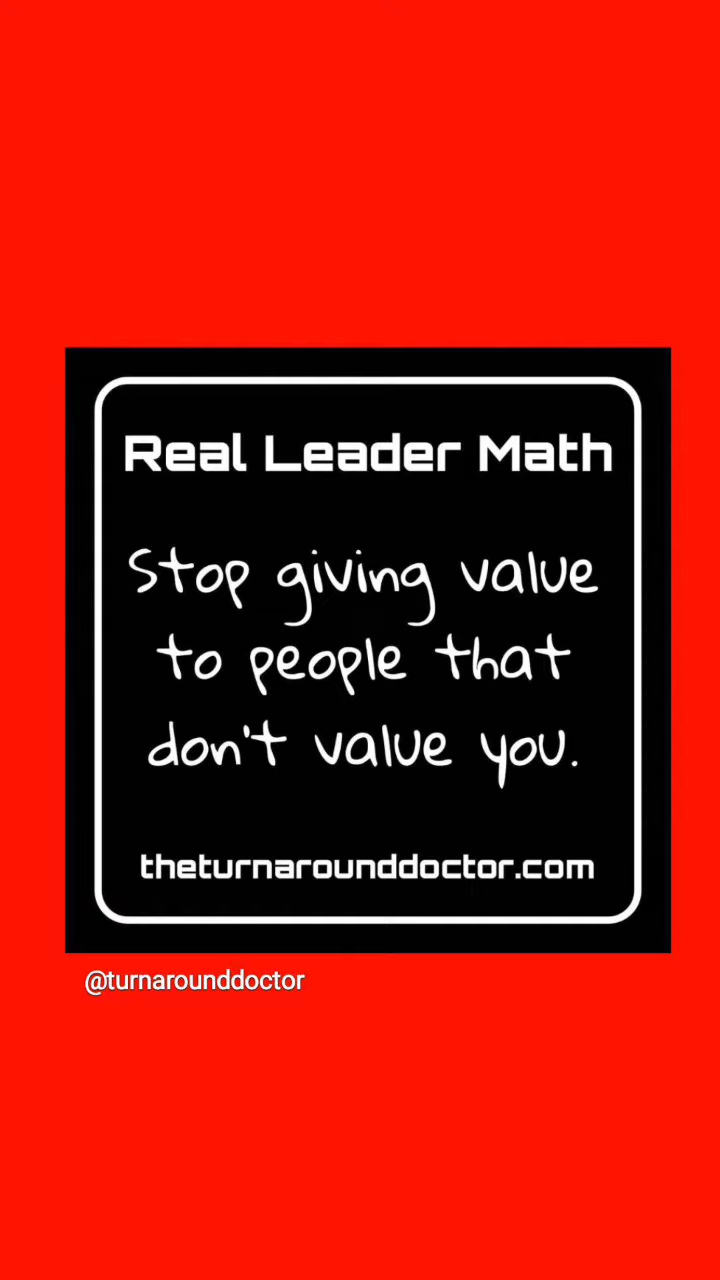 Real Leader Math
Stop giving value
to people that
don't value you.
theturnarounddoctor.com
@turnarounddoctor